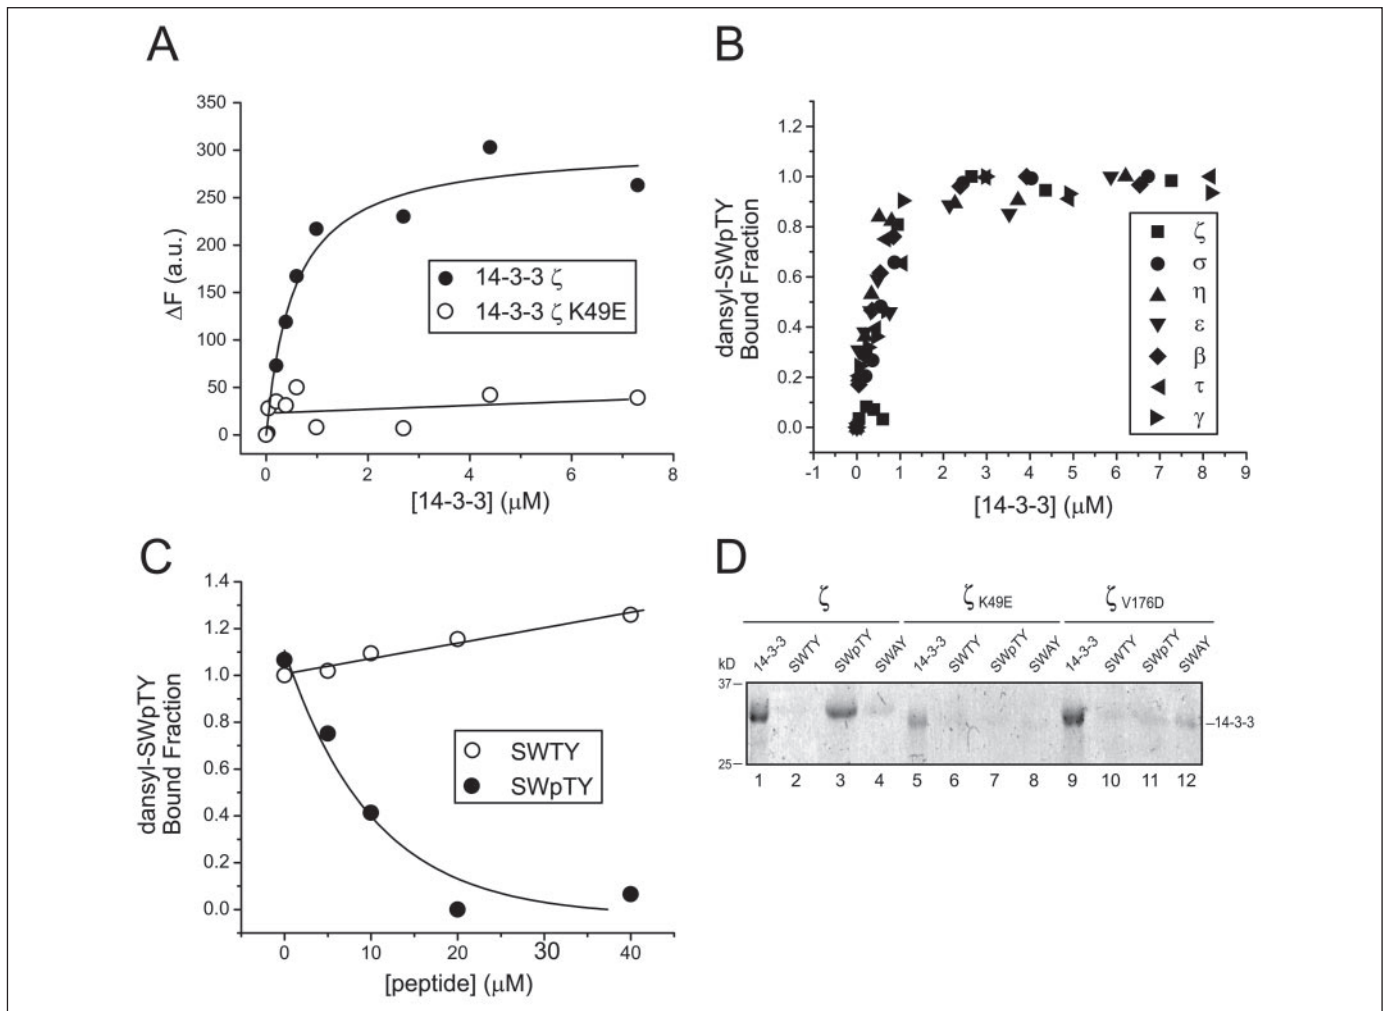 A
350
300
250
200
150
100
50
0
ΔF (a.u.)
14-3-3 ζ
14-3-3 ζ K49E
0 2 4 6 8
[14-3-3] (μM)
B
1.2
1.0
0.8
0.6
0.4
0.2
0.0
dansyl-SWpTY
Bound Fraction
ζ
σ
η
ε
β
τ
γ
-1 0 1 2 3 4 5 6 7 8 9
[14-3-3] (μM)
C
1.4
1.2
1.0
0.8
0.6
0.4
0.2
0.0
dansyl-SWpTY
Bound Fraction
SWTY
SWpTY
0 10 20 30 40
[peptide] (μM)
D
ζ ζ K49E ζ V176D
14-3-3 SWTY SWpTY SWAY 14-3-3 SWTY SWpTY SWAY 14-3-3 SWTY SWpTY SWAY
kD
37–
–14-3-3
25–
1 2 3 4 5 6 7 8 9 10 11 12